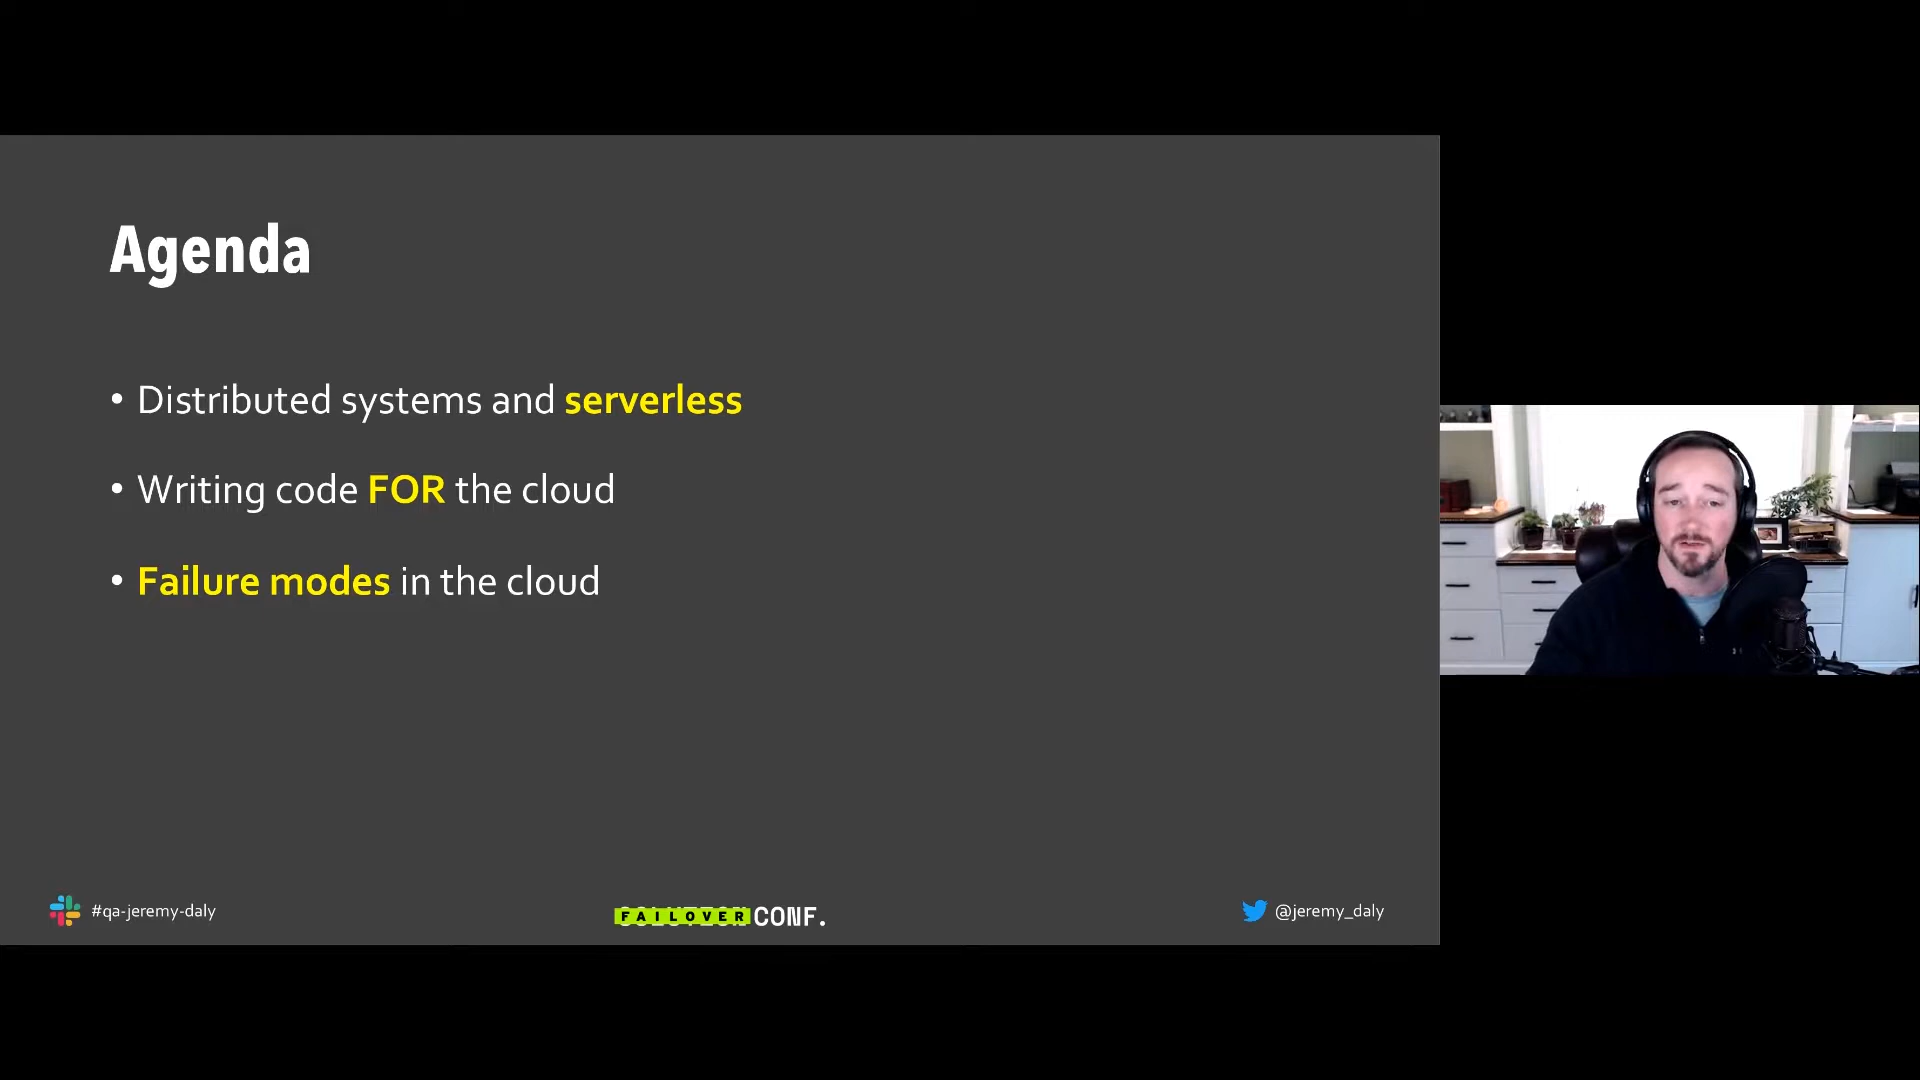 Agenda
• Distributed systems and serverless
• Writing code FOR the cloud
• Failure modes in the cloud
#qa-jeremy-daly
FAILOVER CONF.
@jeremy_daly